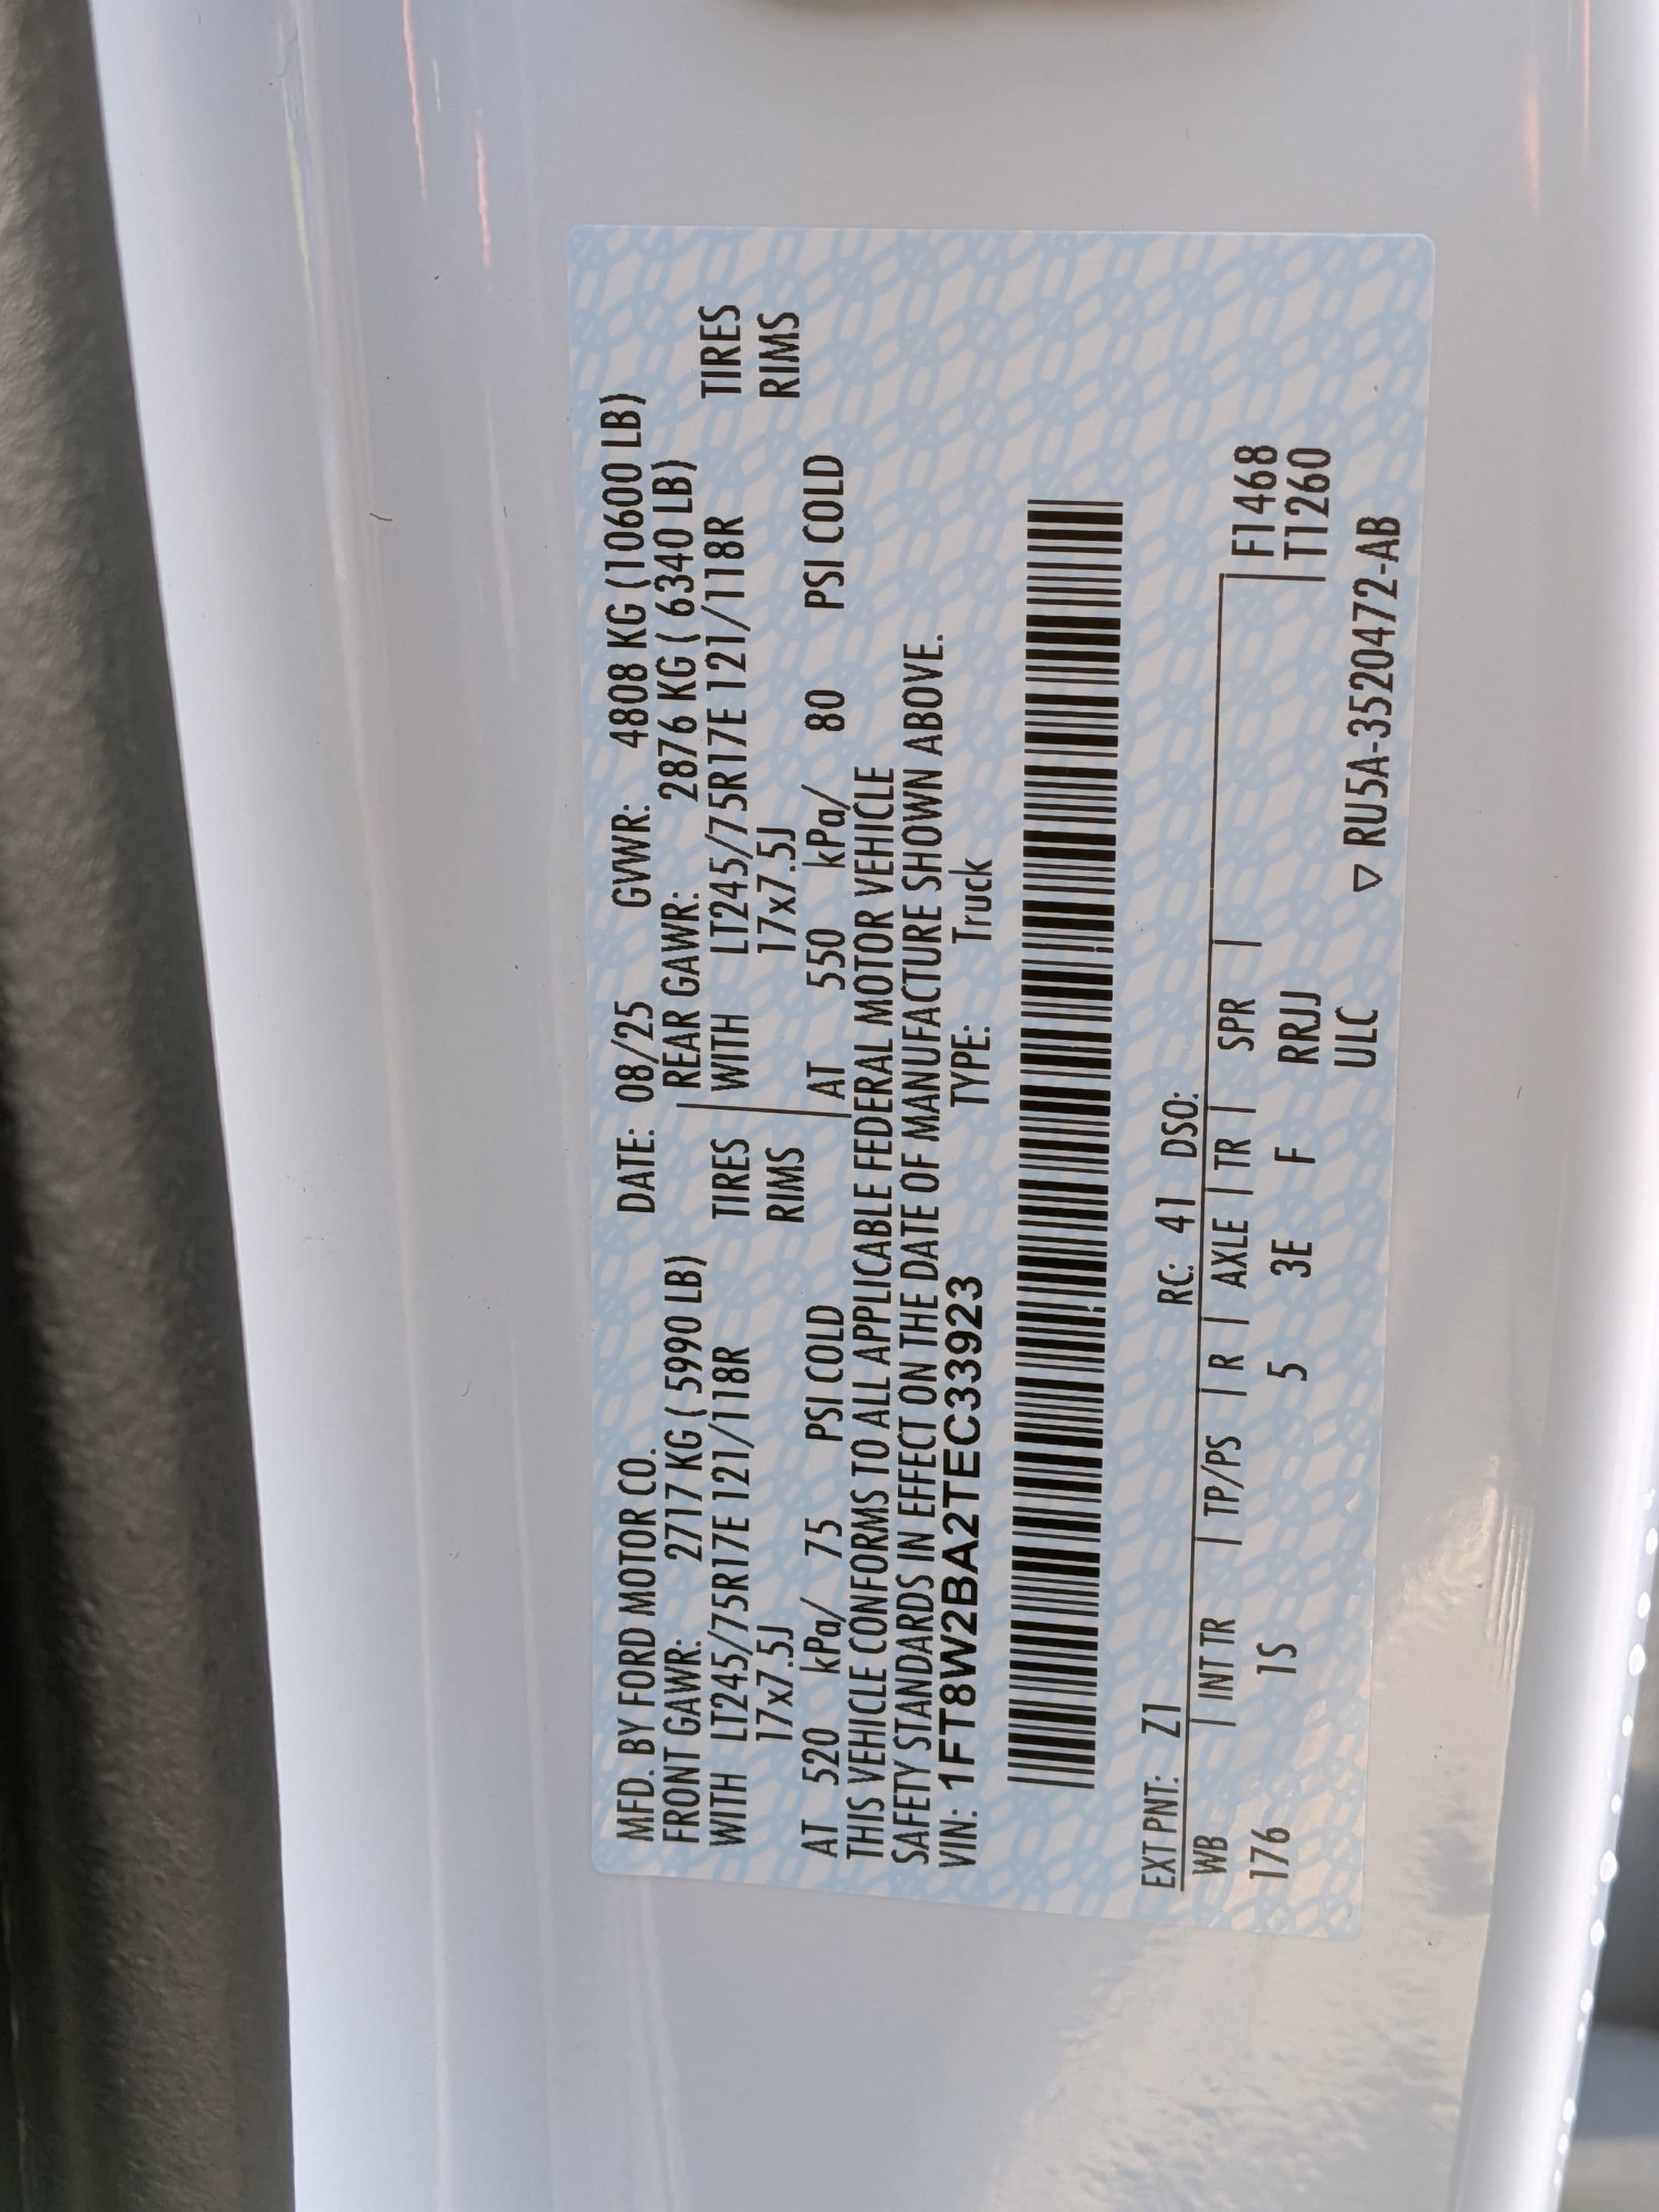 MFD. BY FORD MOTOR CO. DATE: 08/25 GVWR: 4808 KG (10600 LB)
FRONT GAWR: 2717 KG ( 5990 LB) REAR GAWR: 2876 KG ( 6340 LB)
WITH LT245/75R17E 121/118R TIRES WITH LT245/75R17E 121/118R TIRES
17x7.5J RIMS 17x7.5J RIMS
AT 520 kPa/ 75 PSI COLD AT 550 kPa/ 80 PSI COLD
THIS VEHICLE CONFORMS TO ALL APPLICABLE FEDERAL MOTOR VEHICLE
SAFETY STANDARDS IN EFFECT ON THE DATE OF MANUFACTURE SHOWN ABOVE.
VIN: 1FT8W2BA2TEC33923 TYPE: Truck
EXT PNT: Z1 RC: 41 DSO:
WB | INT TR | TP/PS | R | AXLE | TR | SPR | F1468
176 1S 5 3E F RRJJ T1260
ULC ▽ RU5A-3520472-AB